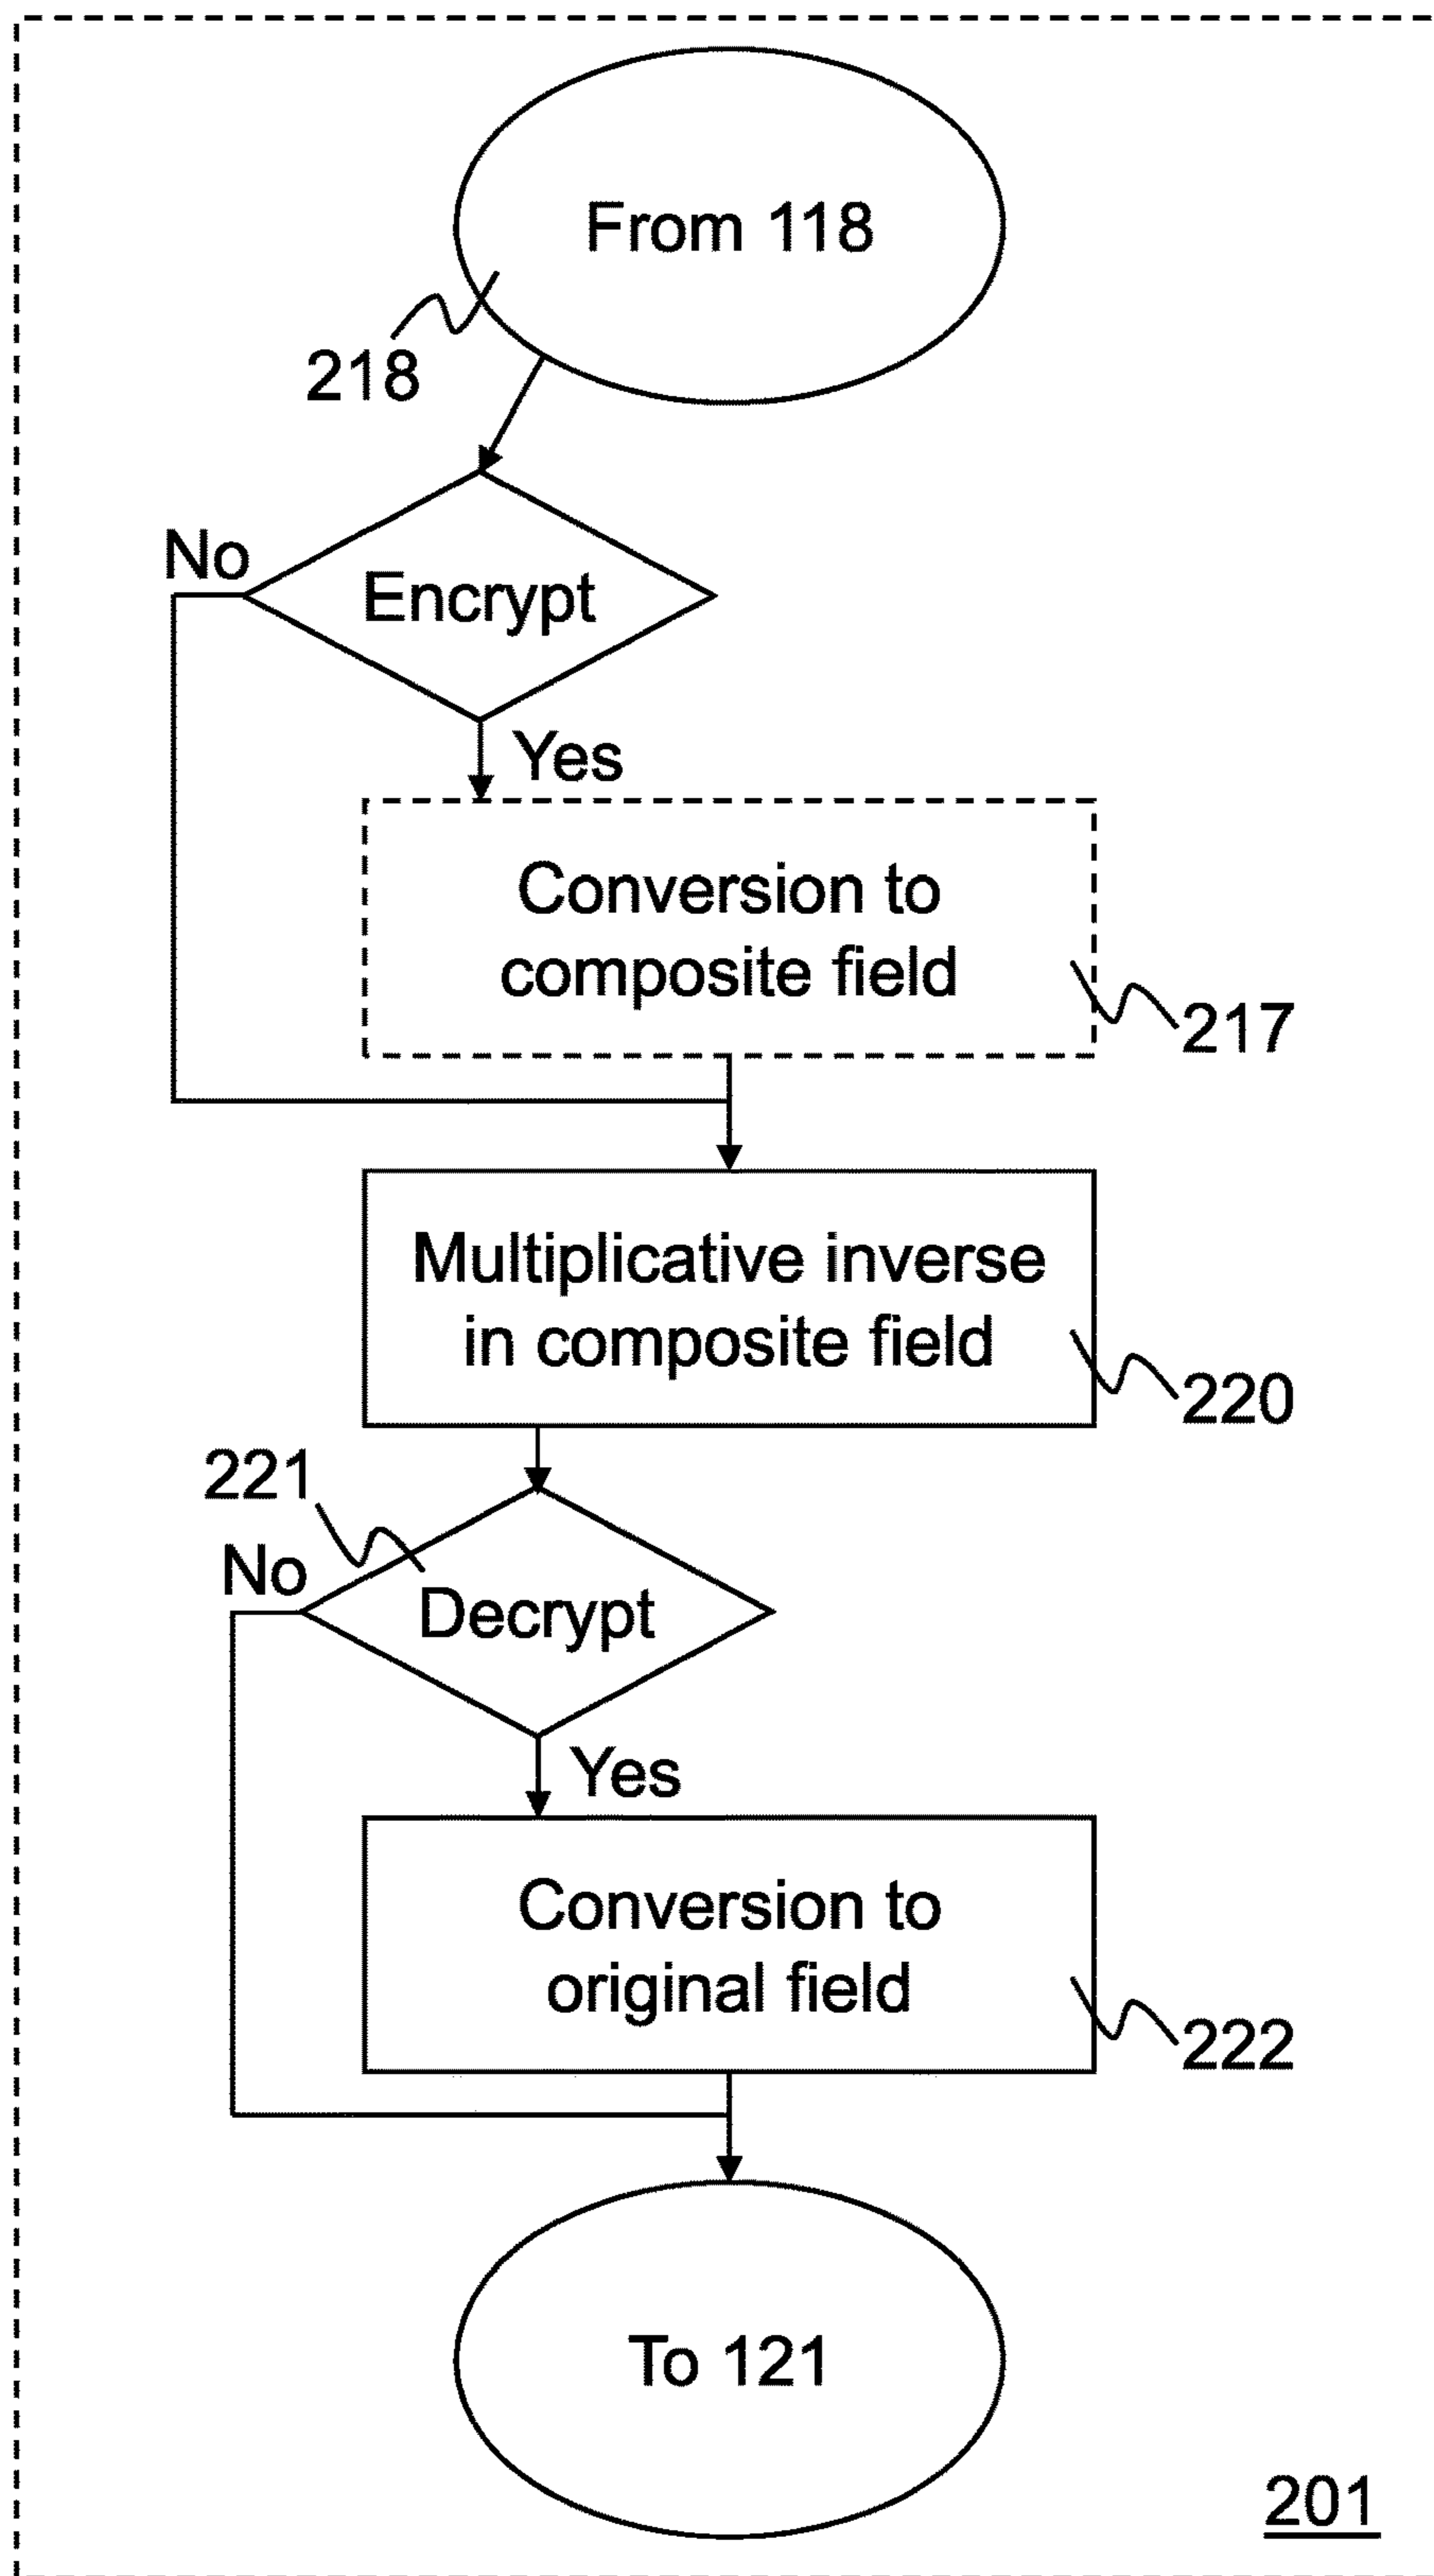 From 118
218
No
Encrypt
Yes
Conversion to
composite field
217
Multiplicative inverse
in composite field
220
221
No
Decrypt
Yes
Conversion to
original field
222
To 121
201